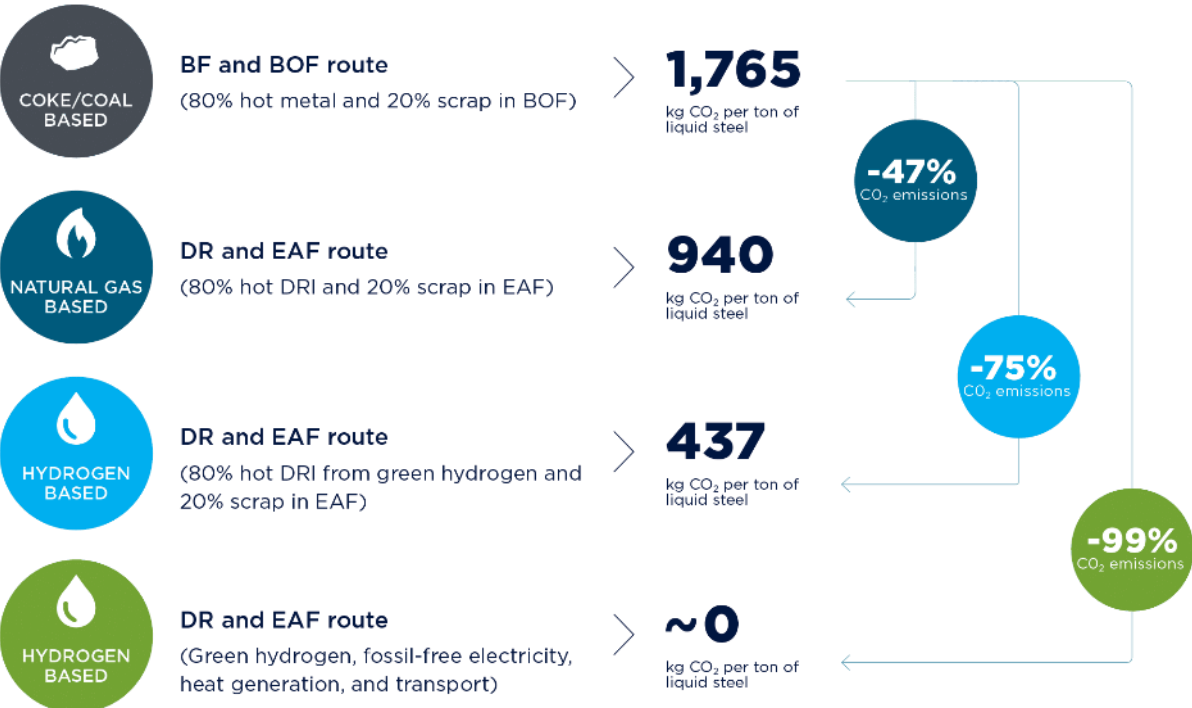 COKE/COAL
BASED
BF and BOF route
(80% hot metal and 20% scrap in BOF)
1,765
kg CO₂ per ton of
liquid steel
-47%
CO₂ emissions
NATURAL GAS
BASED
DR and EAF route
(80% hot DRI and 20% scrap in EAF)
940
kg CO₂ per ton of
liquid steel
-75%
CO₂ emissions
HYDROGEN
BASED
DR and EAF route
(80% hot DRI from green hydrogen and
20% scrap in EAF)
437
kg CO₂ per ton of
liquid steel
-99%
CO₂ emissions
HYDROGEN
BASED
DR and EAF route
(Green hydrogen, fossil-free electricity,
heat generation, and transport)
~0
kg CO₂ per ton of
liquid steel